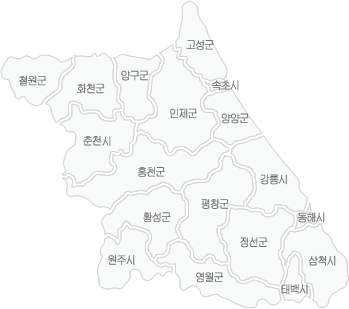 고성군
철원군
화천군
양구군
속초시
인제군
양양군
춘천시
홍천군
강릉시
평창군
횡성군
동해시
정선군
원주시
삼척시
영월군
태백시